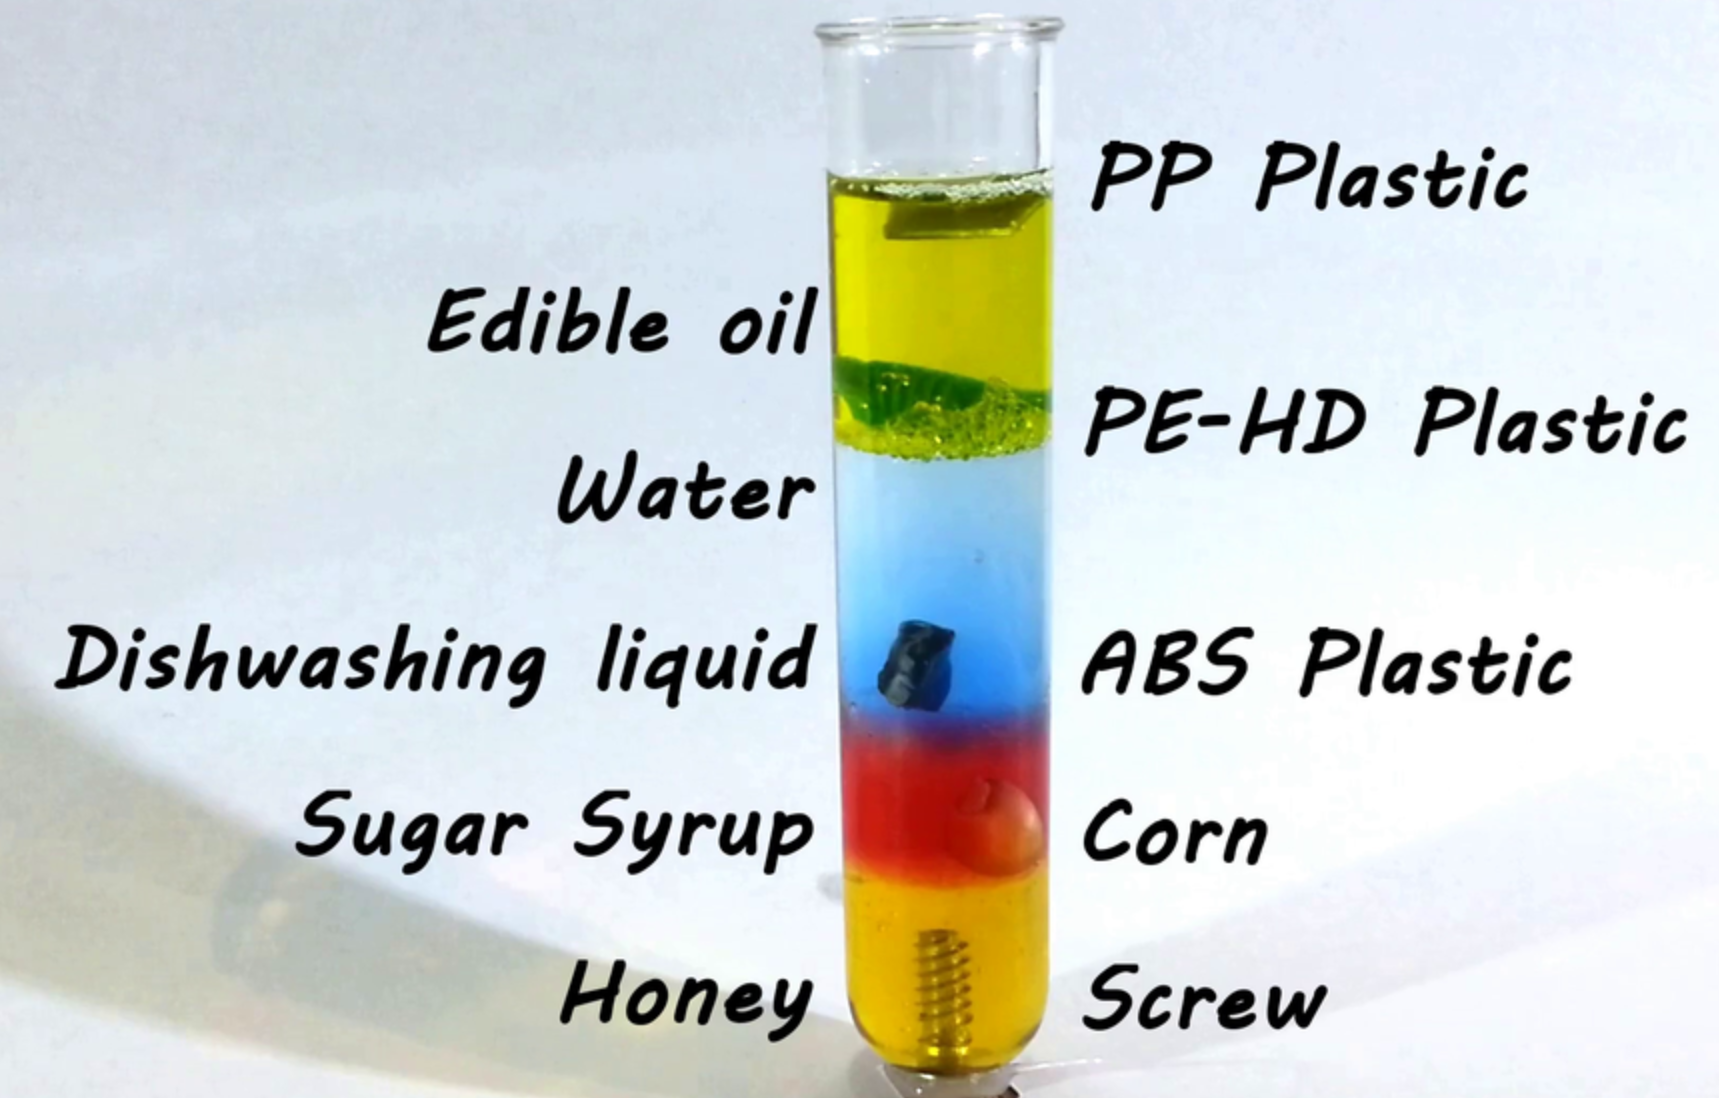 PP Plastic
Edible oil
PE-HD Plastic
Water
Dishwashing liquid
ABS Plastic
Sugar Syrup
Corn
Honey
Screw